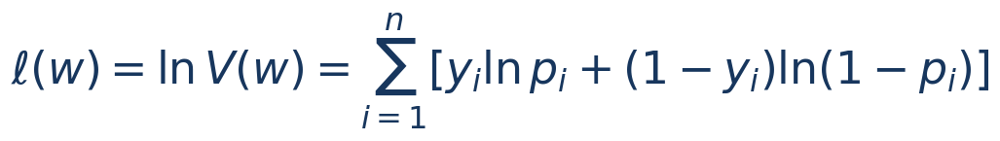 ℓ(w) = ln V(w) = ∑_{i=1}^{n} [y_i ln p_i + (1 − y_i) ln(1 − p_i)]